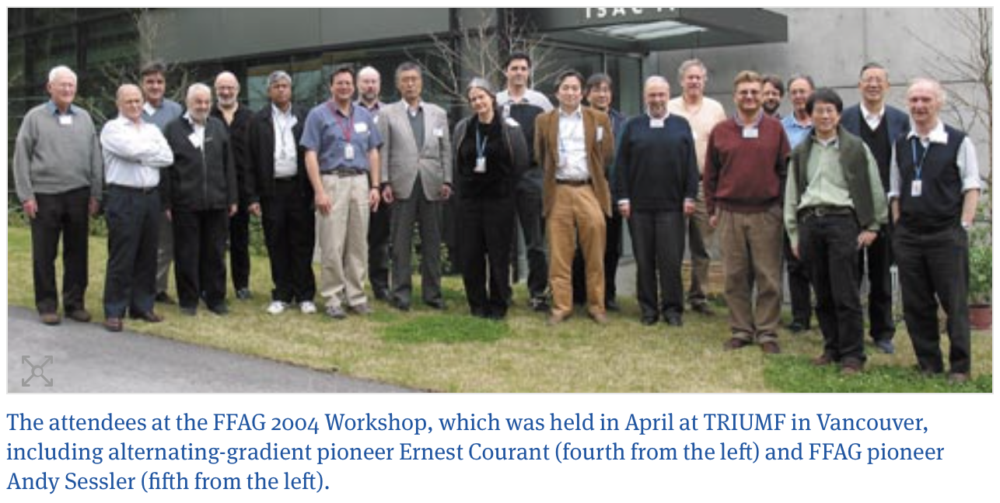 ISAC II
The attendees at the FFAG 2004 Workshop, which was held in April at TRIUMF in Vancouver,
including alternating-gradient pioneer Ernest Courant (fourth from the left) and FFAG pioneer
Andy Sessler (fifth from the left).